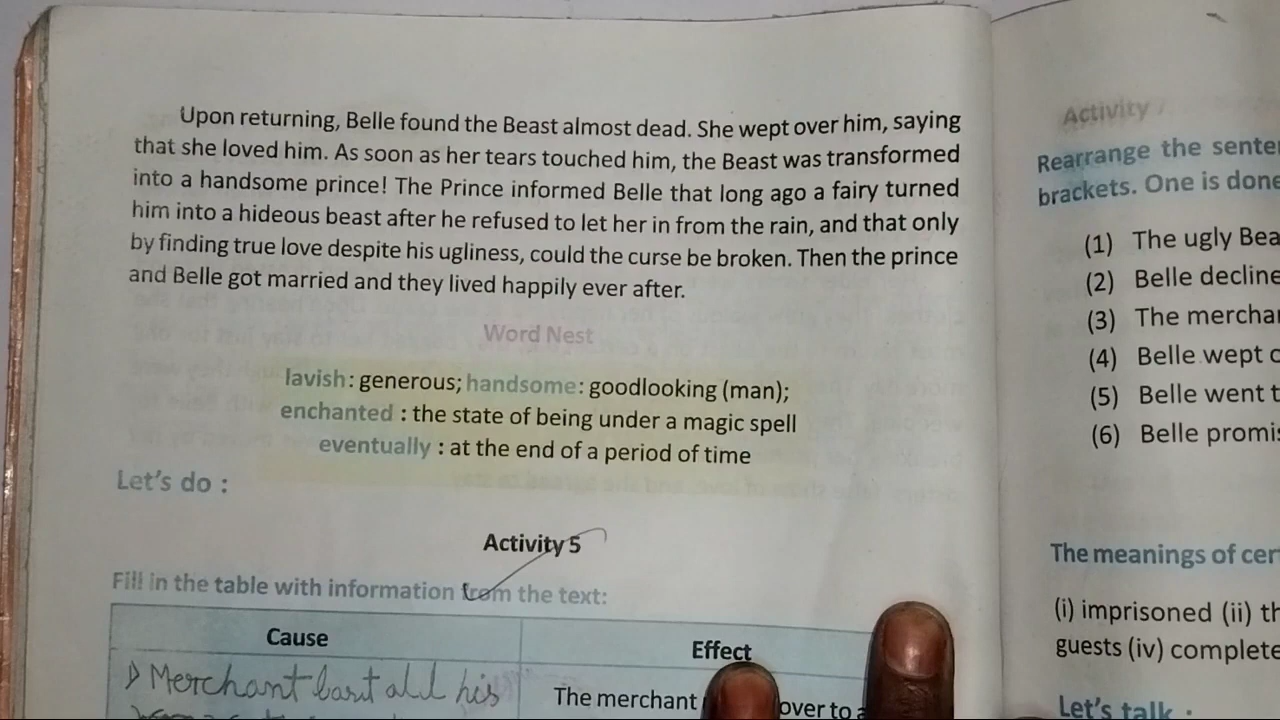 Upon returning, Belle found the Beast almost dead. She wept over him, saying
that she loved him. As soon as her tears touched him, the Beast was transformed
into a handsome prince! The Prince informed Belle that long ago a fairy turned
him into a hideous beast after he refused to let her in from the rain, and that only
by finding true love despite his ugliness, could the curse be broken. Then the prince
and Belle got married and they lived happily ever after.
Word Nest
lavish : generous; handsome : goodlooking (man);
enchanted : the state of being under a magic spell
eventually : at the end of a period of time
Let's do :
Activity 5
Fill in the table with information from the text:
Cause
Effect
Merchant all his
The merchant over to a
Activity
Rearrange the sente
brackets. One is done
(1) The ugly Bea
(2) Belle decline
(3) The merchar
(4) Belle wept o
(5) Belle went t
(6) Belle promis
The meanings of cer
(i) imprisoned (ii) th
guests (iv) complete
Let's talk :